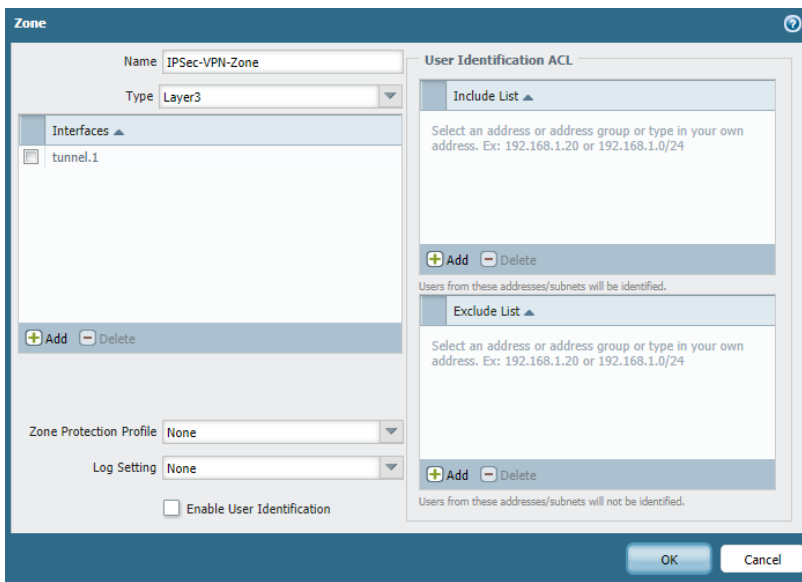 Zone
Name IPSec-VPN-Zone
Type Layer3
Interfaces
tunnel.1
Add Delete
Zone Protection Profile None
Log Setting None
Enable User Identification
User Identification ACL
Include List
Select an address or address group or type in your own
address. Ex: 192.168.1.20 or 192.168.1.0/24
Add Delete
Users from these addresses/subnets will be identified.
Exclude List
Select an address or address group or type in your own
address. Ex: 192.168.1.20 or 192.168.1.0/24
Add Delete
Users from these addresses/subnets will not be identified.
OK Cancel